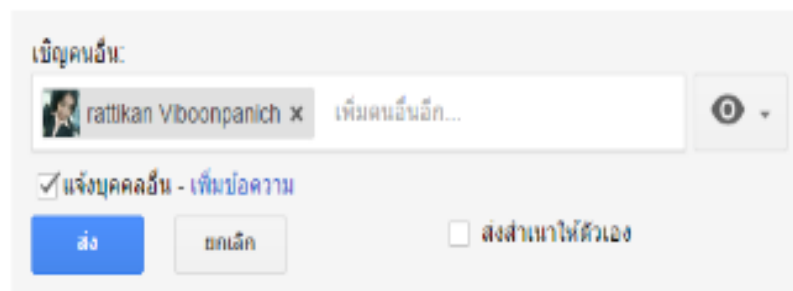 เชิญคนอื่น:
rattikan Viboonpanich × เพิ่มคนอื่นอีก...
แจ้งบุคคลอื่น - เพิ่มข้อความ
ส่ง ยกเลิก ส่งสำเนาให้ตัวเอง